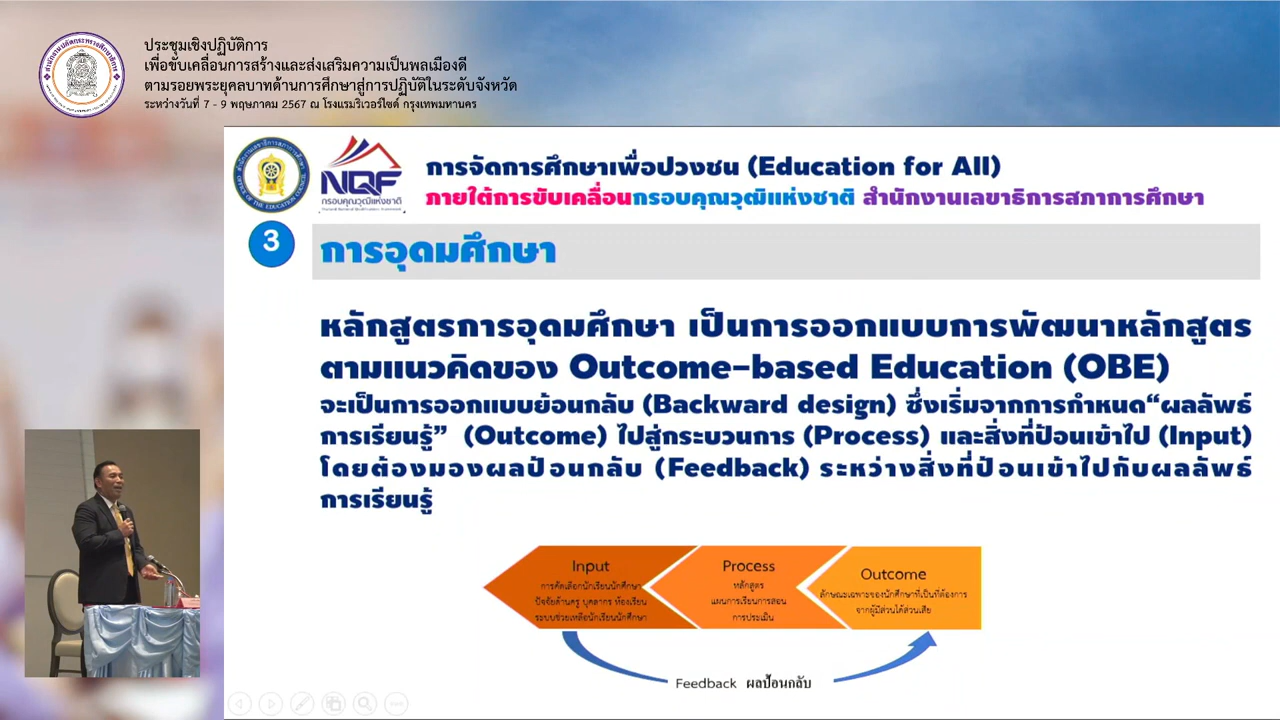 ประชุมเชิงปฏิบัติการ
เพื่อขับเคลื่อนการสร้างและส่งเสริมความเป็นพลเมืองดี
ตามรอยพระยุคลบาทด้านการศึกษาสู่การปฏิบัติในระดับจังหวัด
ระหว่างวันที่ 7 - 9 พฤษภาคม 2567 ณ โรงแรมริเวอร์ไซด์ กรุงเทพมหานคร
NQF
กรอบคุณวุฒิแห่งชาติ
การจัดการศึกษาเพื่อปวงชน (Education for All)
ภายใต้การขับเคลื่อนกรอบคุณวุฒิแห่งชาติ สำนักงานเลขาธิการสภาการศึกษา
3
การอุดมศึกษา
หลักสูตรการอุดมศึกษา เป็นการออกแบบการพัฒนาหลักสูตร
ตามแนวคิดของ Outcome-based Education (OBE)
จะเป็นการออกแบบย้อนกลับ (Backward design) ซึ่งเริ่มจากการกำหนด“ผลลัพธ์
การเรียนรู้” (Outcome) ไปสู่กระบวนการ (Process) และสิ่งที่ป้อนเข้าไป (Input)
โดยต้องมองผลป้อนกลับ (Feedback) ระหว่างสิ่งที่ป้อนเข้าไปกับผลลัพธ์
การเรียนรู้
Input
การคัดเลือกนักเรียนนักศึกษา
ปัจจัยด้านครู บุคลากร ห้องเรียน
ระบบช่วยเหลือนักเรียนนักศึกษา
Process
หลักสูตร
แผนการเรียนการสอน
การประเมิน
Outcome
ลักษณะเฉพาะของนักศึกษาที่เป็นที่ต้องการ
จากผู้มีส่วนได้ส่วนเสีย
Feedback ผลป้อนกลับ